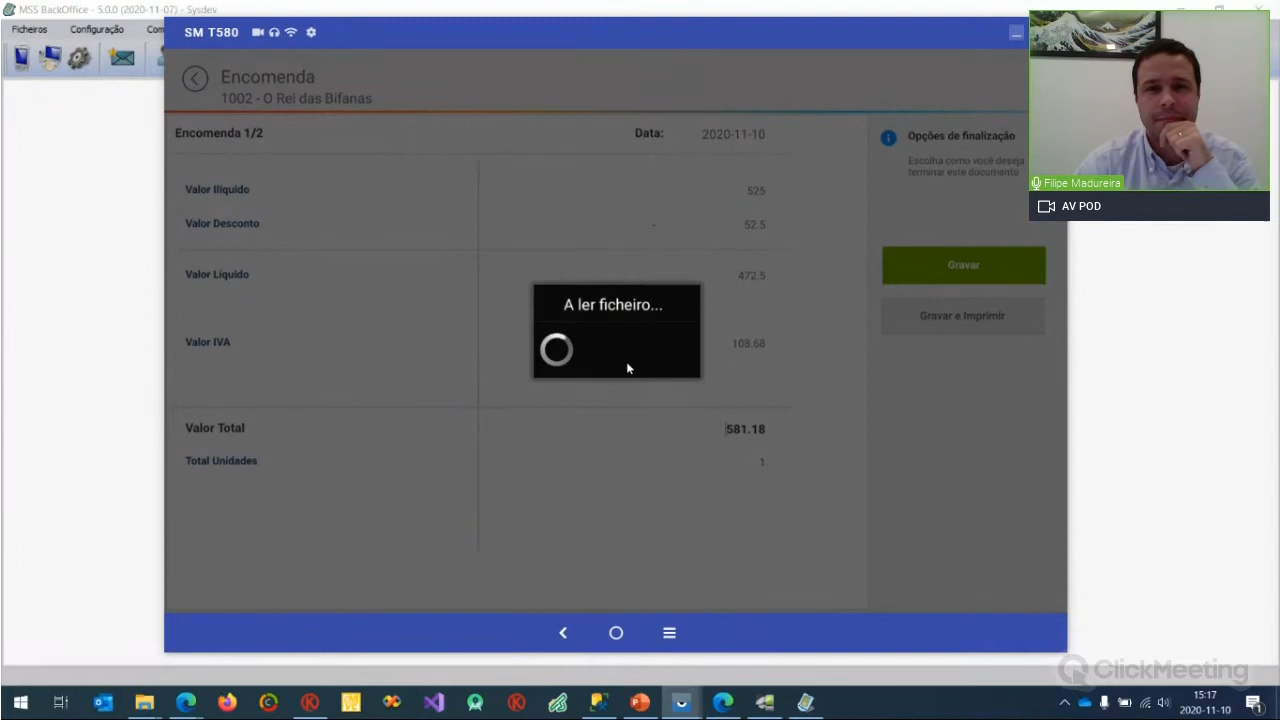 MSS BackOffice - 5.0.0 (2020-11-07) - Sysdev
Ficheiros Configuração Com
SM T580
Encomenda
1002 - O Rei das Bifanas
Encomenda 1/2 Data: 2020-11-10
Valor Ilíquido 525
Valor Desconto - 52.5
Valor Líquido 472.5
Valor IVA 108.68
Valor Total 581.18
Total Unidades 1
A ler ficheiro...
Opções de finalização
Escolha como você deseja
terminar este documento
Gravar
Gravar e Imprimir
Filipe Madureira
AV POD
ClickMeeting
15:17
2020-11-10
1